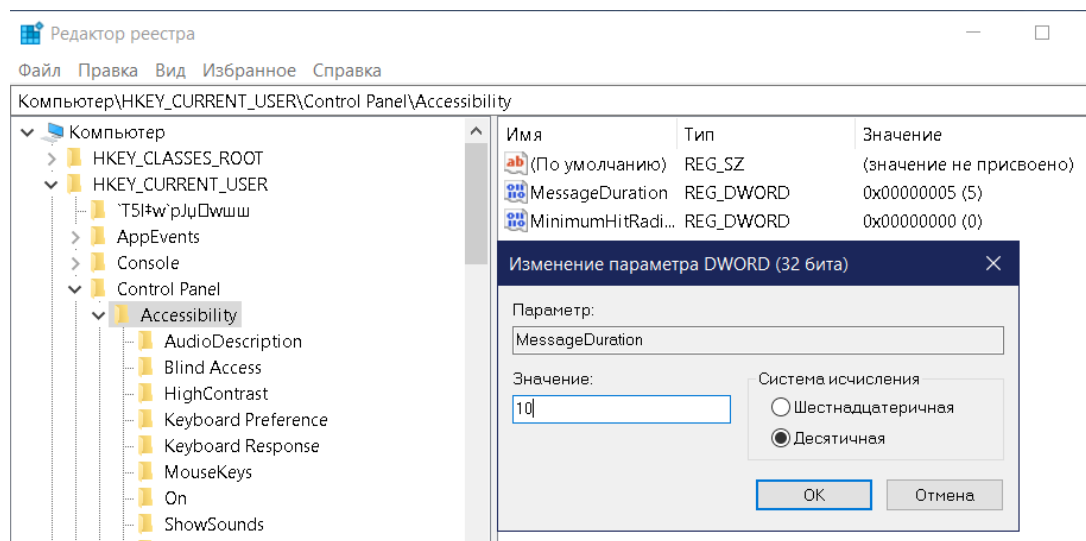 Редактор реестра
Файл Правка Вид Избранное Справка
Компьютер\HKEY_CURRENT_USER\Control Panel\Accessibility
Компьютер
HKEY_CLASSES_ROOT
HKEY_CURRENT_USER
AppEvents
Console
Control Panel
Accessibility
AudioDescription
Blind Access
HighContrast
Keyboard Preference
Keyboard Response
MouseKeys
On
ShowSounds
Имя Тип Значение
ab (По умолчанию) REG_SZ (значение не присвоено)
MessageDuration REG_DWORD 0x00000005 (5)
MinimumHitRadi... REG_DWORD 0x00000000 (0)
Изменение параметра DWORD (32 бита)
Параметр:
MessageDuration
Значение:
10
Система исчисления
Шестнадцатеричная
Десятичная
OK Отмена